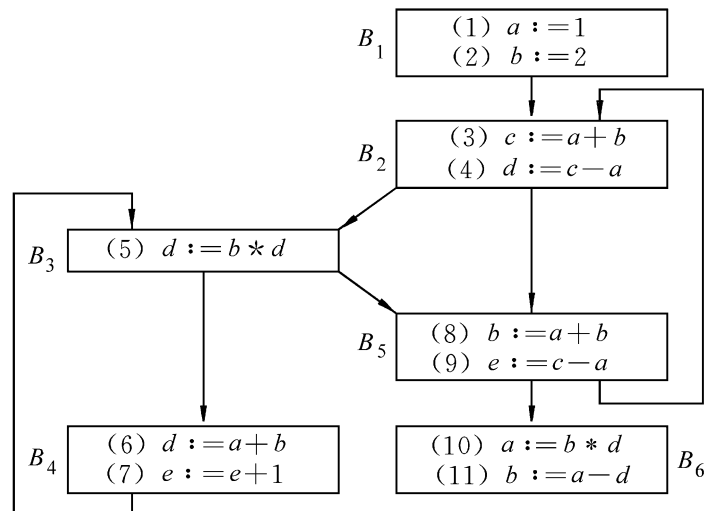 B₁
(1) a := 1
(2) b := 2
B₂
(3) c := a + b
(4) d := c − a
B₃
(5) d := b * d
B₅
(8) b := a + b
(9) e := c − a
B₄
(6) d := a + b
(7) e := e + 1
(10) a := b * d
(11) b := a − d
B₆